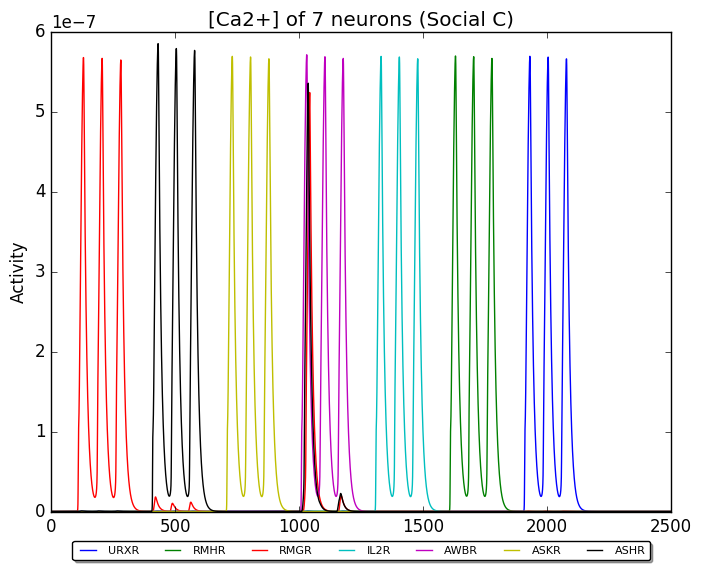 [Ca2+] of 7 neurons (Social C)
1e−7
6
5
4
3
2
1
0
Activity
0 500 1000 1500 2000 2500
URXR RMHR RMGR IL2R AWBR ASKR ASHR